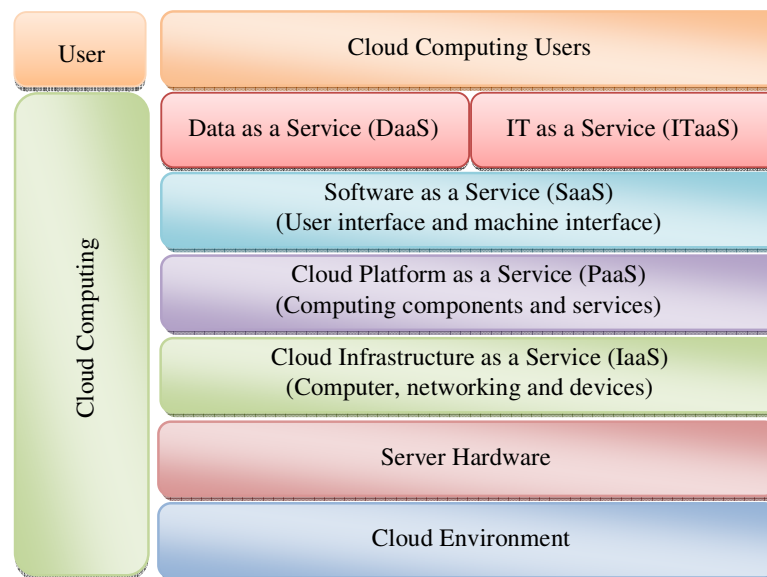 User
Cloud Computing Users
Cloud Computing
Data as a Service (DaaS)
IT as a Service (ITaaS)
Software as a Service (SaaS)
(User interface and machine interface)
Cloud Platform as a Service (PaaS)
(Computing components and services)
Cloud Infrastructure as a Service (IaaS)
(Computer, networking and devices)
Server Hardware
Cloud Environment